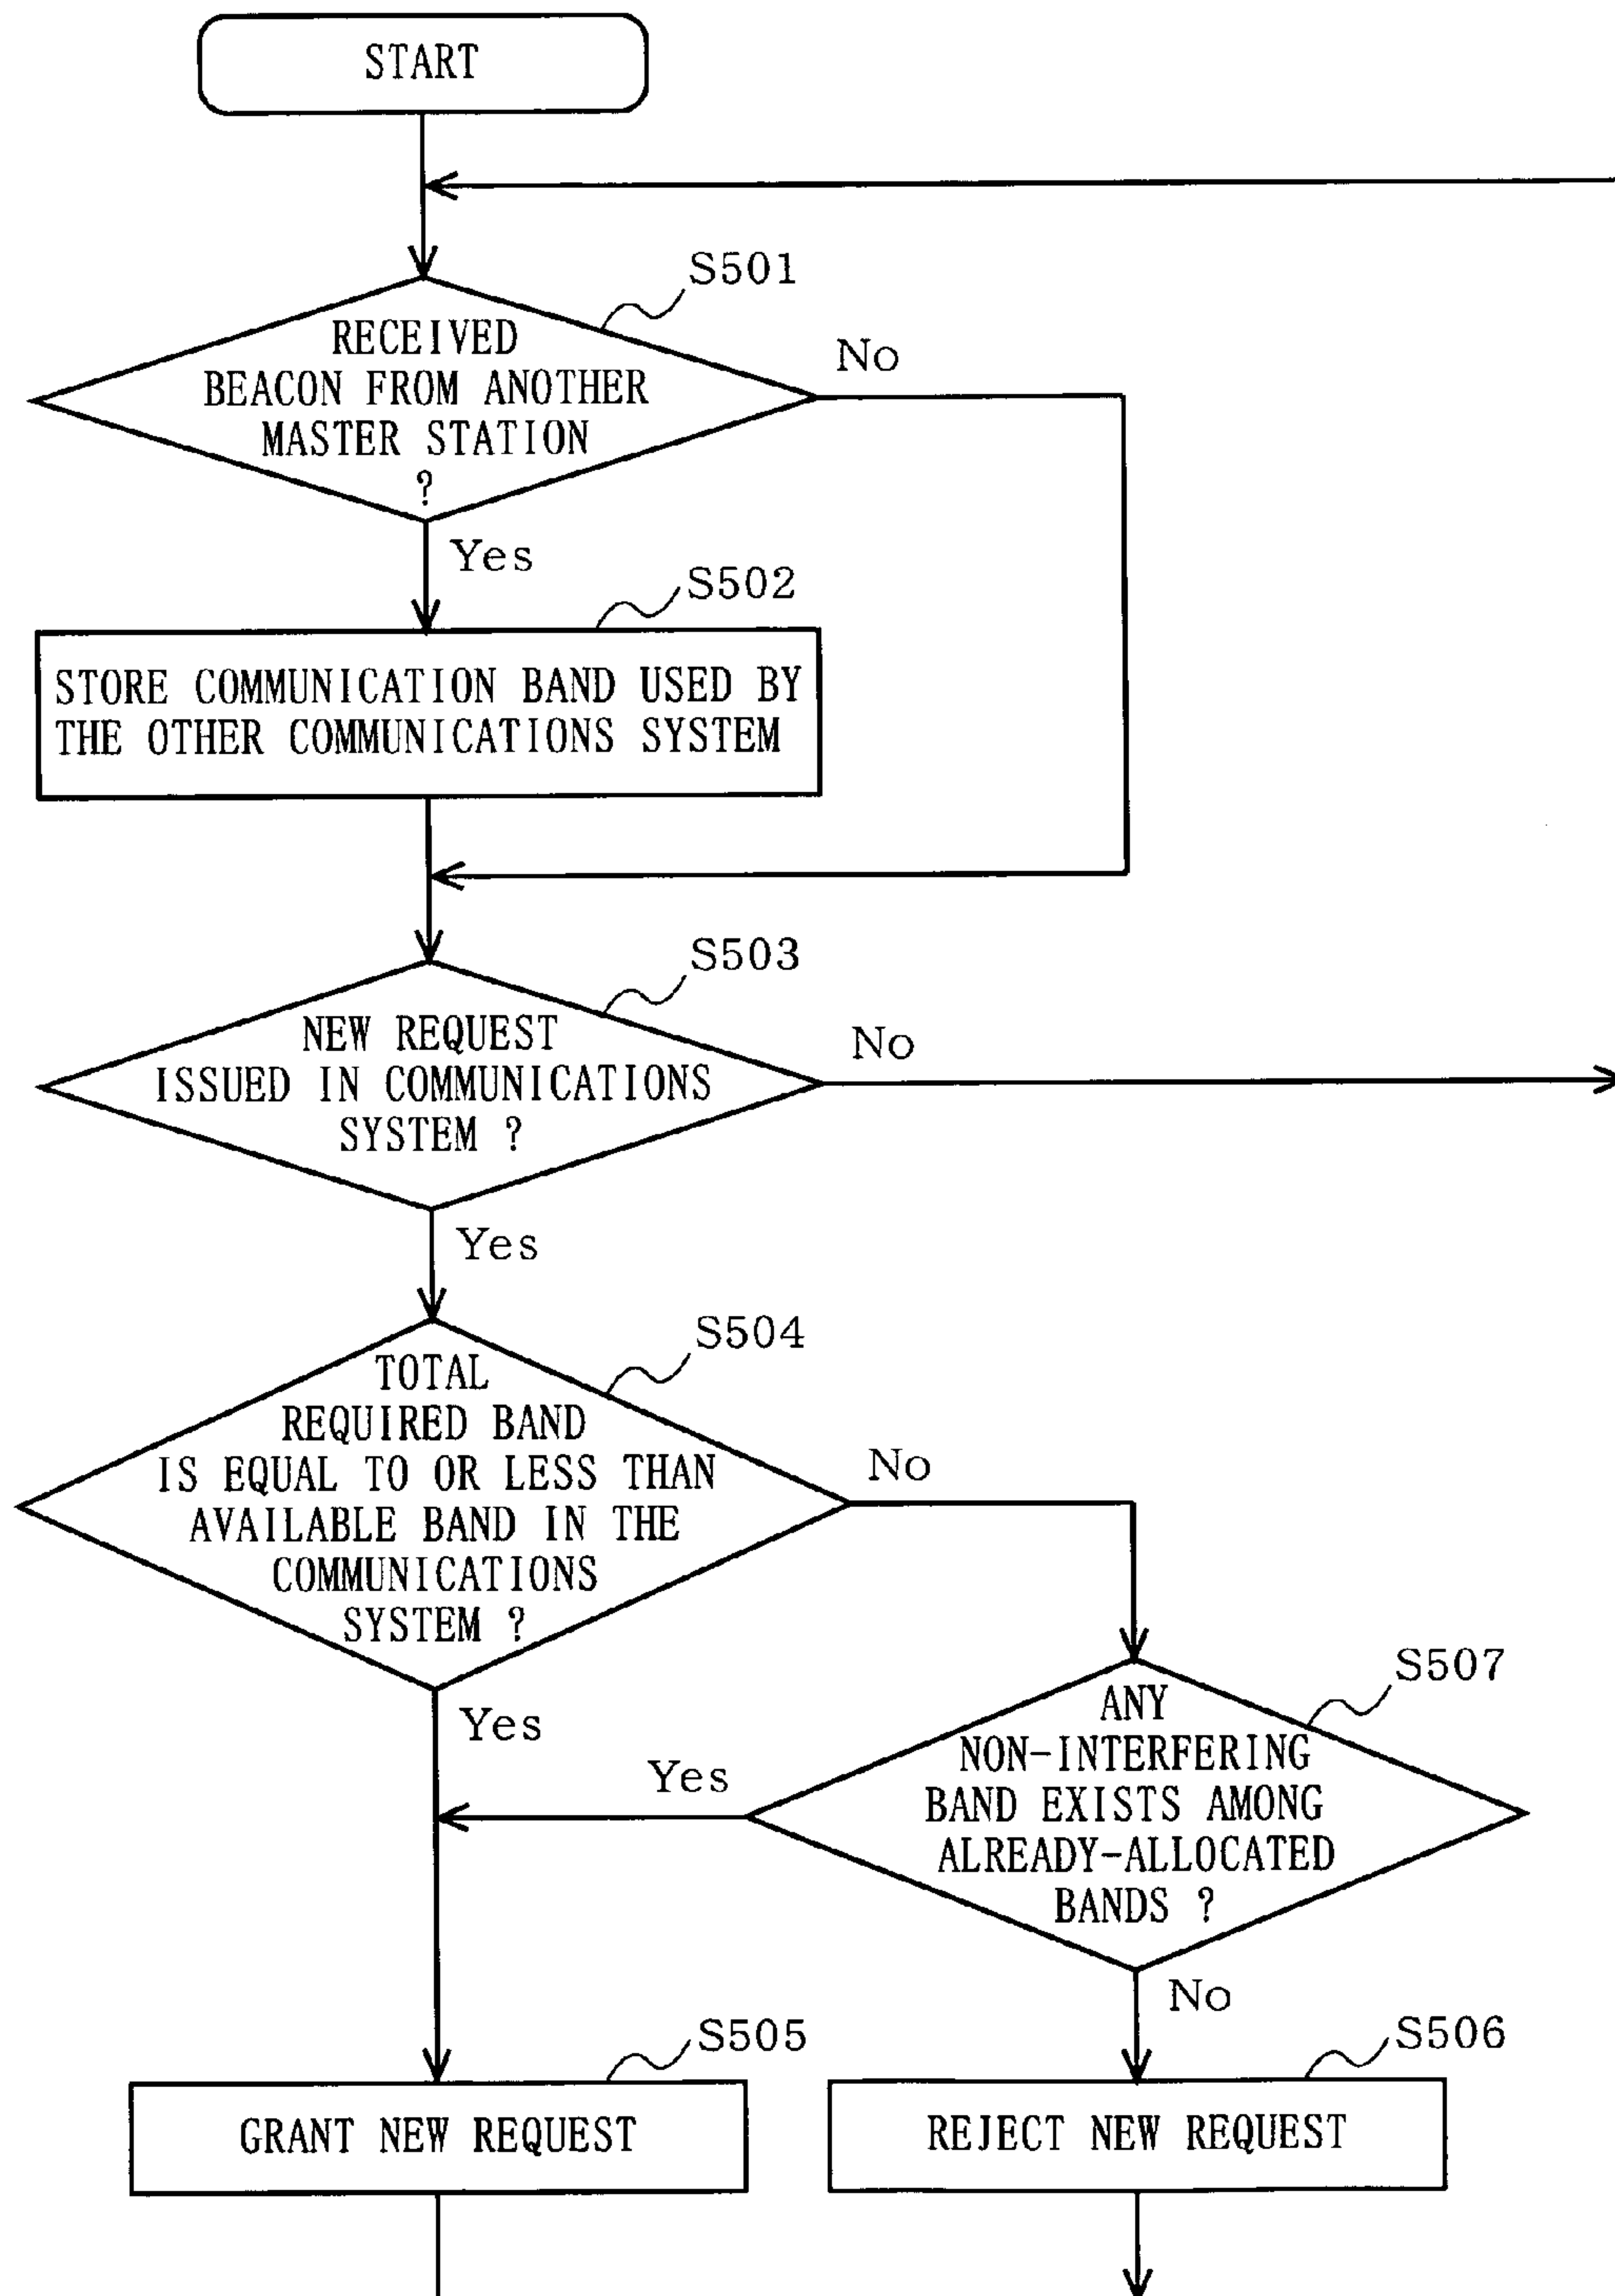 START
S501
RECEIVED
BEACON FROM ANOTHER
MASTER STATION
?
No
Yes
S502
STORE COMMUNICATION BAND USED BY
THE OTHER COMMUNICATIONS SYSTEM
S503
NEW REQUEST
ISSUED IN COMMUNICATIONS
SYSTEM ?
No
Yes
S504
TOTAL
REQUIRED BAND
IS EQUAL TO OR LESS THAN
AVAILABLE BAND IN THE
COMMUNICATIONS
SYSTEM ?
No
Yes
S507
ANY
NON-INTERFERING
BAND EXISTS AMONG
ALREADY-ALLOCATED
BANDS ?
Yes
No
S505
GRANT NEW REQUEST
S506
REJECT NEW REQUEST